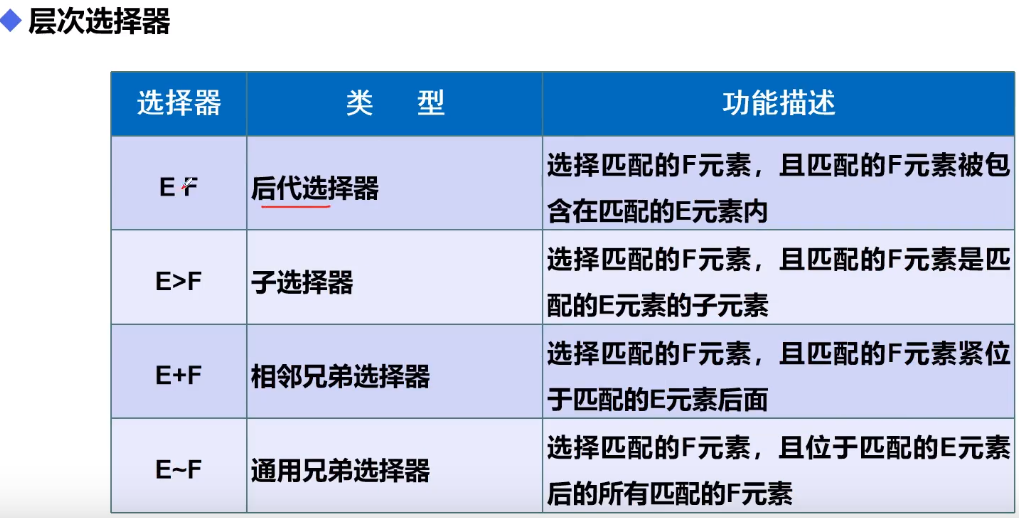 层次选择器
选择器 类 型 功能描述
E F 后代选择器 选择匹配的F元素，且匹配的F元素被包
含在匹配的E元素内
E>F 子选择器 选择匹配的F元素，且匹配的F元素是匹
配的E元素的子元素
E+F 相邻兄弟选择器 选择匹配的F元素，且匹配的F元素紧位
于匹配的E元素后面
E~F 通用兄弟选择器 选择匹配的F元素，且位于匹配的E元素
后的所有匹配的F元素